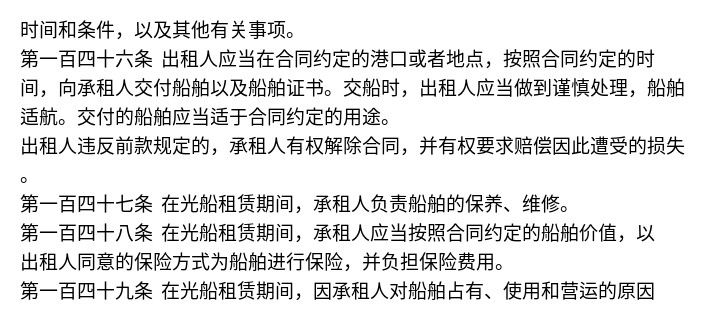 时间和条件，以及其他有关事项。
第一百四十六条 出租人应当在合同约定的港口或者地点，按照合同约定的时
间，向承租人交付船舶以及船舶证书。交船时，出租人应当做到谨慎处理，船舶
适航。交付的船舶应当适于合同约定的用途。
出租人违反前款规定的，承租人有权解除合同，并有权要求赔偿因此遭受的损失
。
第一百四十七条 在光船租赁期间，承租人负责船舶的保养、维修。
第一百四十八条 在光船租赁期间，承租人应当按照合同约定的船舶价值，以
出租人同意的保险方式为船舶进行保险，并负担保险费用。
第一百四十九条 在光船租赁期间，因承租人对船舶占有、使用和营运的原因